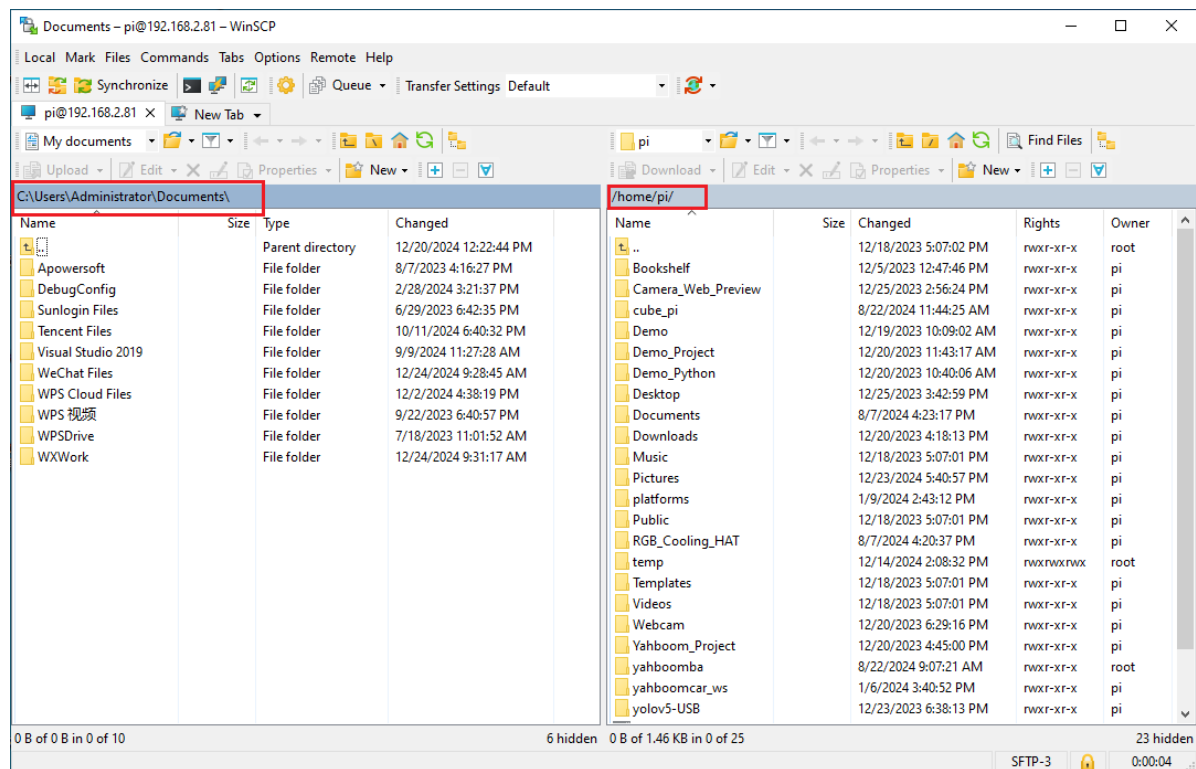 Documents – pi@192.168.2.81 – WinSCP
Local Mark Files Commands Tabs Options Remote Help
Synchronize Queue Transfer Settings Default
pi@192.168.2.81 New Tab
My documents
Upload Edit Properties New
C:\Users\Administrator\Documents\
Name Size Type Changed
.. Parent directory 12/20/2024 12:22:44 PM
Apowersoft File folder 8/7/2023 4:16:27 PM
DebugConfig File folder 2/28/2024 3:21:37 PM
Sunlogin Files File folder 6/29/2023 6:42:35 PM
Tencent Files File folder 10/11/2024 6:40:32 PM
Visual Studio 2019 File folder 9/9/2024 11:27:28 AM
WeChat Files File folder 12/24/2024 9:28:45 AM
WPS Cloud Files File folder 12/2/2024 4:38:19 PM
WPS 视频 File folder 9/22/2023 6:40:57 PM
WPSDrive File folder 7/18/2023 11:01:52 AM
WXWork File folder 12/24/2024 9:31:17 AM
0 B of 0 B in 0 of 10 6 hidden
pi Find Files
Download Edit Properties New
/home/pi/
Name Size Changed Rights Owner
.. 12/18/2023 5:07:02 PM rwxr-xr-x root
Bookshelf 12/5/2023 12:47:46 PM rwxr-xr-x pi
Camera_Web_Preview 12/25/2023 2:56:24 PM rwxr-xr-x pi
cube_pi 8/22/2024 11:44:25 AM rwxr-xr-x pi
Demo 12/19/2023 10:09:02 AM rwxr-xr-x pi
Demo_Project 12/20/2023 11:43:17 AM rwxr-xr-x pi
Demo_Python 12/20/2023 10:40:06 AM rwxr-xr-x pi
Desktop 12/25/2023 3:42:59 PM rwxr-xr-x pi
Documents 8/7/2024 4:23:17 PM rwxr-xr-x pi
Downloads 12/20/2023 4:18:13 PM rwxr-xr-x pi
Music 12/18/2023 5:07:01 PM rwxr-xr-x pi
Pictures 12/23/2024 5:40:57 PM rwxr-xr-x pi
platforms 1/9/2024 2:43:12 PM rwxr-xr-x pi
Public 12/18/2023 5:07:01 PM rwxr-xr-x pi
RGB_Cooling_HAT 8/7/2024 4:20:37 PM rwxr-xr-x pi
temp 12/14/2024 2:08:32 PM rwxrwxrwx root
Templates 12/18/2023 5:07:01 PM rwxr-xr-x pi
Videos 12/18/2023 5:07:01 PM rwxr-xr-x pi
Webcam 12/20/2023 6:29:16 PM rwxr-xr-x pi
Yahboom_Project 12/20/2023 4:45:00 PM rwxr-xr-x pi
yahboomba 8/22/2024 9:07:21 AM rwxr-xr-x root
yahboomcar_ws 1/6/2024 3:40:52 PM rwxr-xr-x pi
yolov5-USB 12/23/2023 6:38:13 PM rwxr-xr-x pi
0 B of 1.46 KB in 0 of 25 23 hidden
SFTP-3 0:00:04